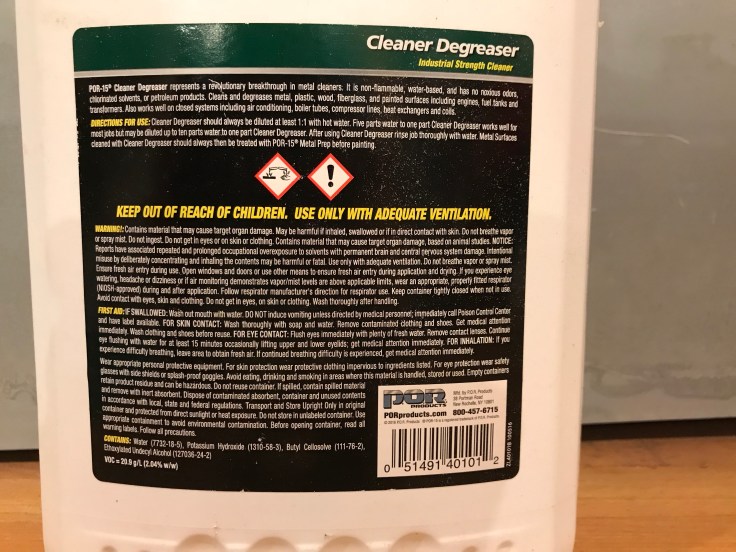 Cleaner Degreaser
Industrial Strength Cleaner
POR-15® Cleaner Degreaser represents a revolutionary breakthrough in metal cleaners. It is non-flammable, water-based, and has no noxious odors,
chlorinated solvents, or petroleum products. Cleans and degreases metal, plastic, wood, fiberglass, and painted surfaces including engines, fuel tanks and
transformers. Also works well on closed systems including air conditioning, boiler tubes, compressor lines, heat exchangers and coils.
DIRECTIONS FOR USE: Cleaner Degreaser should always be diluted at least 1:1 with hot water. Five parts water to one part Cleaner Degreaser works well for
most jobs but may be diluted up to ten parts water to one part Cleaner Degreaser. After using Cleaner Degreaser rinse job thoroughly with water. Metal Surfaces
cleaned with Cleaner Degreaser should always then be treated with POR-15® Metal Prep before painting.
KEEP OUT OF REACH OF CHILDREN. USE ONLY WITH ADEQUATE VENTILATION.
WARNING!: Contains material that may cause target organ damage. May be harmful if inhaled, swallowed or if in direct contact with skin. Do not breathe vapor
or spray mist. Do not ingest. Do not get in eyes or on skin or clothing. Contains material that may cause target organ damage, based on animal studies. NOTICE:
Reports have associated repeated and prolonged occupational overexposure to solvents with permanent brain and central nervous system damage. Intentional
misuse by deliberately concentrating and inhaling the contents may be harmful or fatal. Use only with adequate ventilation. Do not breathe vapor or spray mist.
Ensure fresh air entry during use. Open windows and doors or use other means to ensure fresh air entry during application and drying. If you experience eye
watering, headache or dizziness or if air monitoring demonstrates vapor/mist levels are above applicable limits, wear an appropriate, properly fitted respirator
(NIOSH-approved) during and after application. Follow respirator manufacturer's direction for respirator use. Keep container tightly closed when not in use.
Avoid contact with eyes, skin and clothing. Do not get in eyes, on skin or clothing. Wash thoroughly after handling.
FIRST AID: IF SWALLOWED: Wash out mouth with water. DO NOT induce vomiting unless directed by medical personnel; immediately call Poison Control Center
and have label available. FOR SKIN CONTACT: Wash thoroughly with soap and water. Remove contaminated clothing and shoes. Get medical attention
immediately. Wash clothing and shoes before reuse. FOR EYE CONTACT: Flush eyes immediately with plenty of fresh water. Remove contact lenses. Continue
eye flushing with water for at least 15 minutes occasionally lifting upper and lower eyelids; get medical attention immediately. FOR INHALATION: If you
experience difficulty breathing, leave area to obtain fresh air. If continued breathing difficulty is experienced, get medical attention immediately.
Wear appropriate personal protective equipment. For skin protection wear protective clothing impervious to ingredients listed. For eye protection wear safety
glasses with side shields or splash-proof goggles. Avoid eating, drinking and smoking in areas where this material is handled, stored or used. Empty containers
retain product residue and can be hazardous. Do not reuse container. If spilled, contain spilled material
and remove with inert absorbent. Dispose of contaminated absorbent, container and unused contents
in accordance with local, state and federal regulations. Transport and Store Upright Only in original
container and protected from direct sunlight or heat exposure. Do not store in unlabeled container. Use
appropriate containment to avoid environmental contamination. Before opening container, read all
warning labels. Follow all precautions.
CONTAINS: Water (7732-18-5), Potassium Hydroxide (1310-58-3), Butyl Cellosolve (111-76-2),
Ethoxylated Undecyl Alcohol (127036-24-2)
VOC = 20.9 g/L (2.04% w/w)
POR
PRODUCTS
PORproducts.com 800-457-6715
Mfd. by P.O.R. Products
38 Portman Road
New Rochelle, NY 10801
0 51491 40101 2